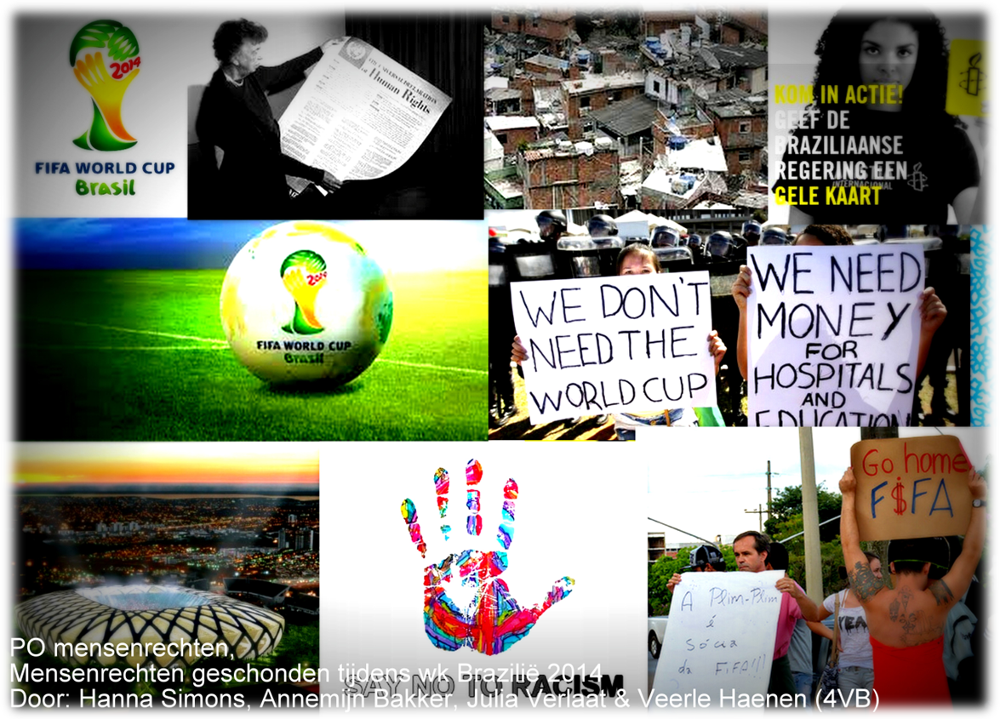 2014
FIFA WORLD CUP
Brasil
THE UNIVERSAL DECLARATION
OF Human Rights
KOM IN ACTIE!
GEEF DE
BRAZILIAANSE
REGERING EEN
INTERNACIONAL
GELE KAART
2014
FIFA WORLD CUP
Brasil
WE DON'T
NEED THE
WORLD CUP
WE NEED
MONEY
FOR
HOSPITALS
AND
EDUCATION
SAY NO TO RACISM
Go home
F$FA
A Plim-Plim
é
sócia
da FiFA!!!
PO mensenrechten,
Mensenrechten geschonden tijdens wk Brazilië 2014
Door: Hanna Simons, Annemijn Bakker, Julia Verlaat & Veerle Haenen (4VB)